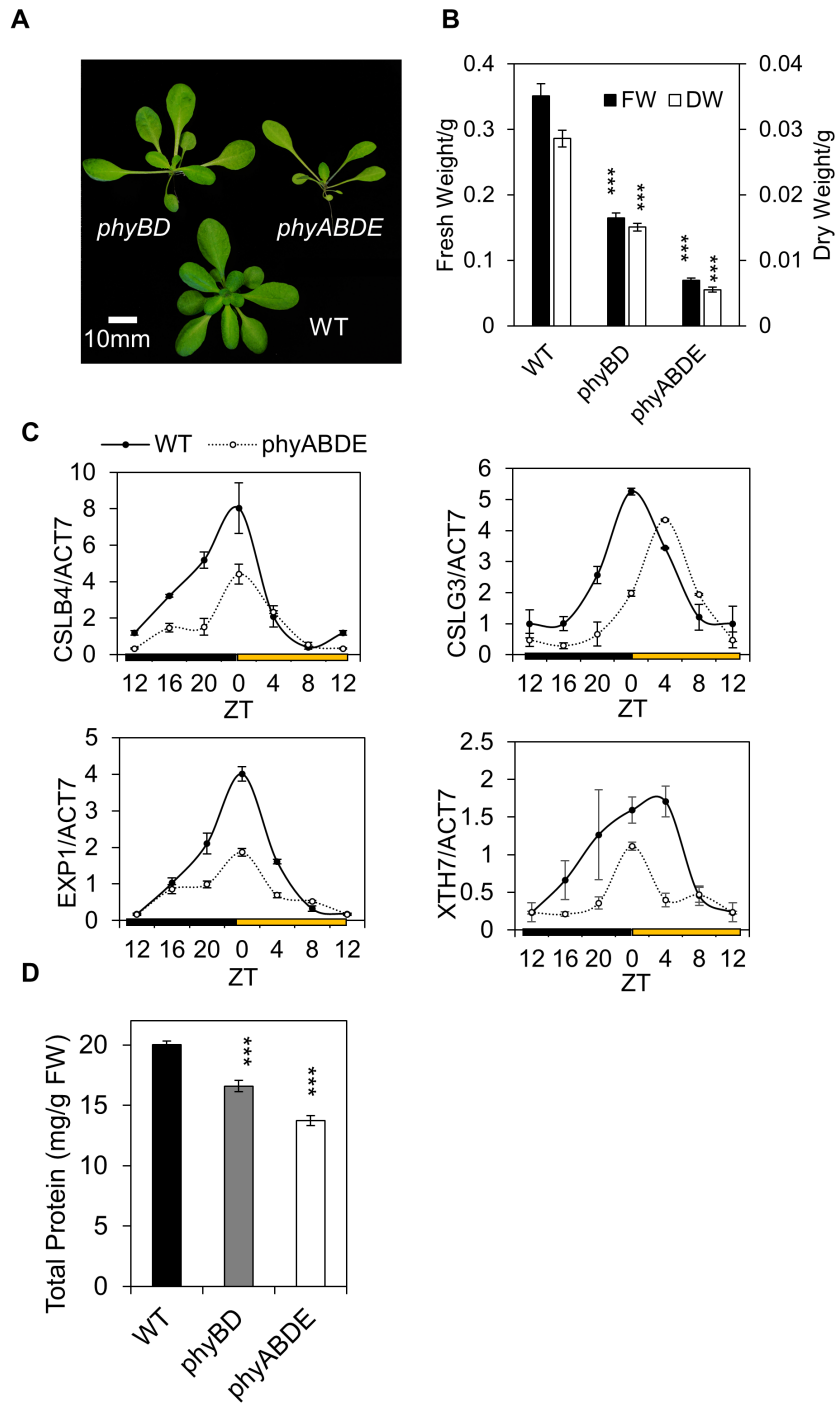 A
phyBD
phyABDE
WT
10mm
B
Fresh Weight/g
0.4
0.3
0.2
0.1
0
FW
DW
***
***
***
***
0.04
0.03
0.02
0.01
0
Dry Weight/g
WT
phyBD
phyABDE
C
WT
phyABDE
CSLB4/ACT7
10
8
6
4
2
0
12 16 20 0 4 8 12
ZT
CSLG3/ACT7
6
5
4
3
2
1
0
12 16 20 0 4 8 12
ZT
EXP1/ACT7
5
4
3
2
1
0
12 16 20 0 4 8 12
ZT
XTH7/ACT7
2.5
2
1.5
1
0.5
0
12 16 20 0 4 8 12
ZT
D
Total Protein (mg/g FW)
20
15
10
5
0
***
***
WT
phyBD
phyABDE